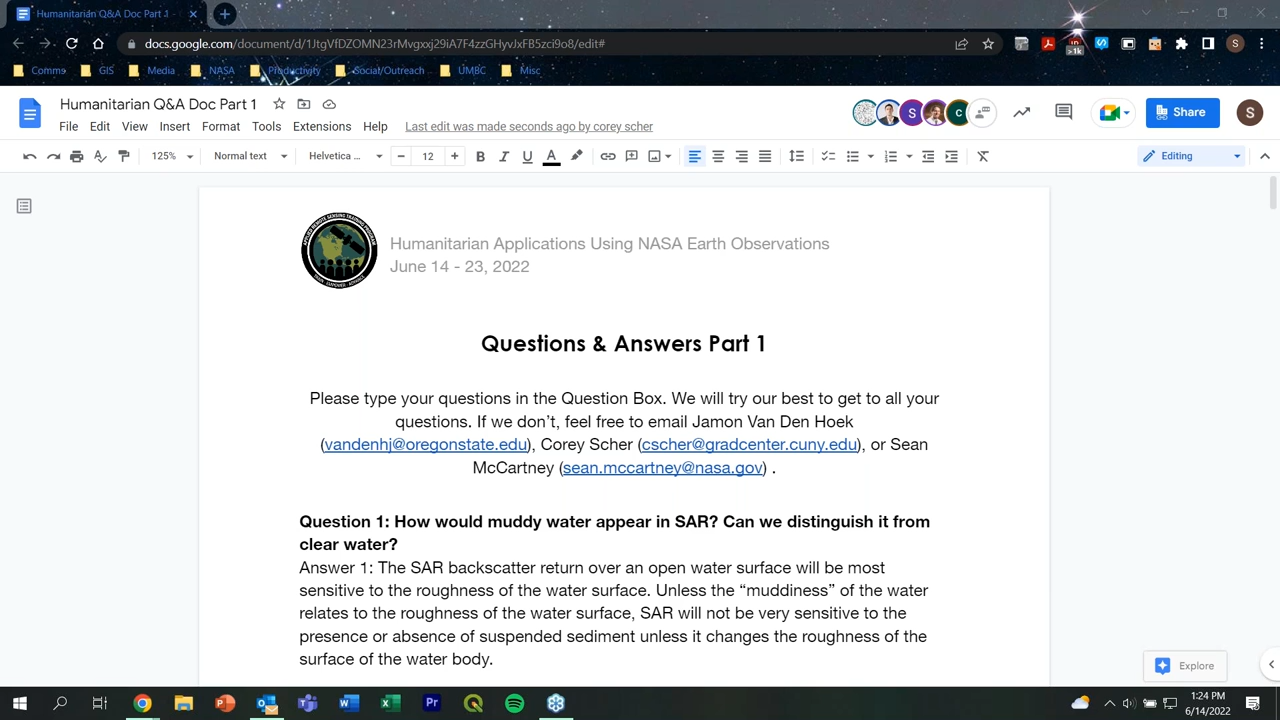 Humanitarian Q&A Doc Part 1 -
docs.google.com/document/d/1JtgVfDZOMN23rMvgxxj29iA7F4zzGHyvJxFB5zci9o8/edit#
>1k
S
Comms GIS Media NASA Productivity Social/Outreach UMBC Misc
Humanitarian Q&A Doc Part 1
S C Share S
File Edit View Insert Format Tools Extensions Help Last edit was made seconds ago by corey scher
125% Normal text Helvetica ... 12 B I U A Editing
Humanitarian Applications Using NASA Earth Observations
June 14 - 23, 2022
Questions & Answers Part 1
Please type your questions in the Question Box. We will try our best to get to all your
questions. If we don’t, feel free to email Jamon Van Den Hoek
(vandenhj@oregonstate.edu), Corey Scher (cscher@gradcenter.cuny.edu), or Sean
McCartney (sean.mccartney@nasa.gov) .
Question 1: How would muddy water appear in SAR? Can we distinguish it from
clear water?
Answer 1: The SAR backscatter return over an open water surface will be most
sensitive to the roughness of the water surface. Unless the “muddiness” of the water
relates to the roughness of the water surface, SAR will not be very sensitive to the
presence or absence of suspended sediment unless it changes the roughness of the
surface of the water body.
Explore
1:24 PM
6/14/2022